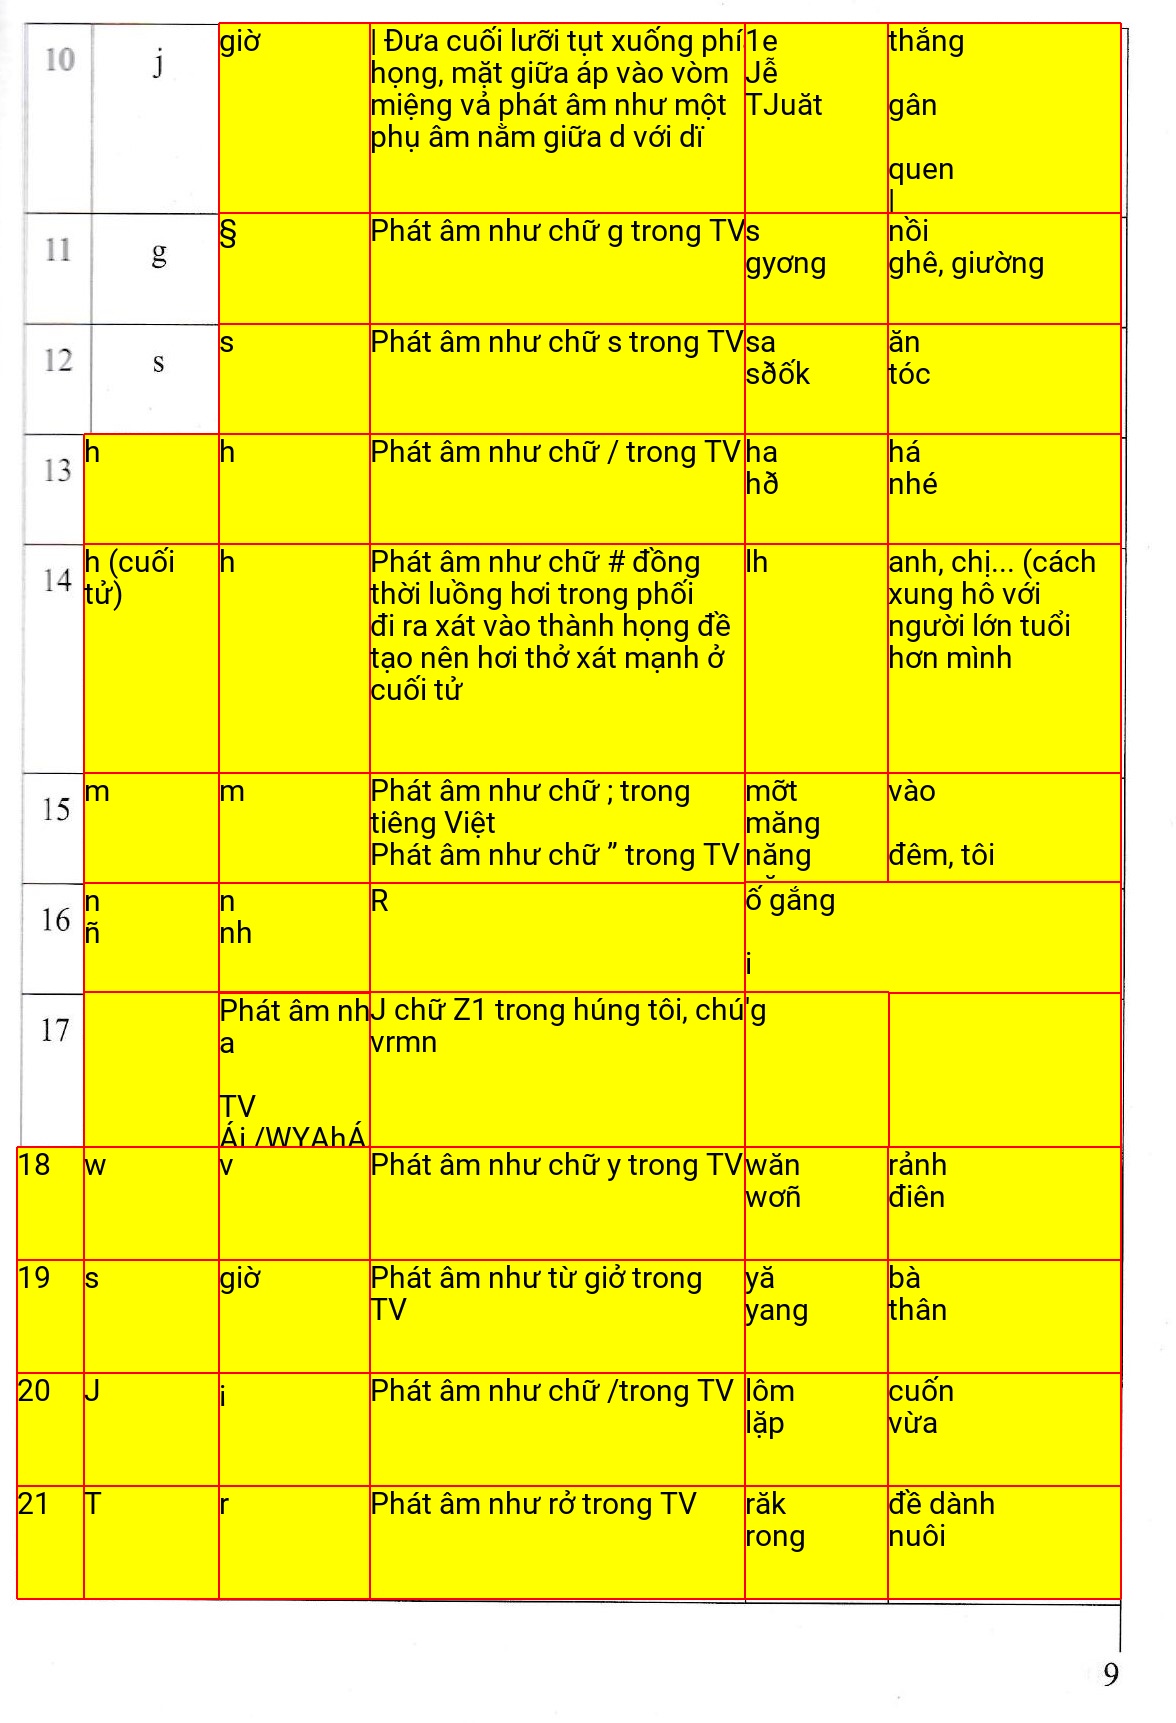 10 j giờ | Đưa cuối lưỡi tụt xuống phí 1e thắng
họng, mặt giữa áp vào vòm Jễ
miệng vả phát âm như một TJuăt gân
phụ âm nằm giữa d với dï
quen
|
11 g § Phát âm như chữ g trong TV s nồi
gyơng ghê, giường
12 s s Phát âm như chữ s trong TV sa ăn
sðốk tóc
13 h h Phát âm như chữ / trong TV ha há
hð nhé
14 h (cuối h Phát âm như chữ # đồng lh anh, chị... (cách
tử) thời luồng hơi trong phối xung hô với
đi ra xát vào thành họng đề người lớn tuổi
tạo nên hơi thở xát mạnh ở hơn mình
cuối tử
15 m m Phát âm như chữ ; trong mỡt vào
tiêng Việt măng
Phát âm như chữ ” trong TV năng đêm, tôi
16 n n R ố gắng
ñ nh
i
17 Phát âm nh J chữ Z1 trong húng tôi, chú'g
a vrmn
TV
Ái /WYAhÁ
18 w v Phát âm như chữ y trong TV wăn rảnh
wơñ điên
19 s giờ Phát âm như từ giở trong yă bà
TV yang thân
20 J i Phát âm như chữ /trong TV lôm cuốn
lặp vừa
21 T r Phát âm như rở trong TV răk đề dành
rong nuôi
9